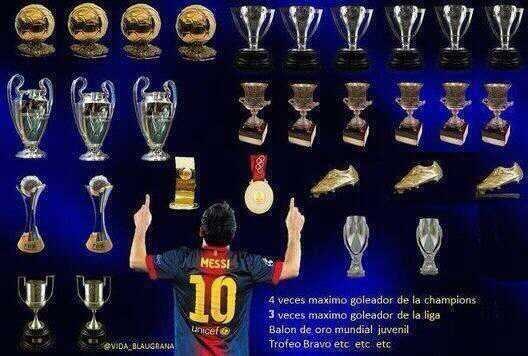 MESSI
10
unicef
4 veces maximo goleador de la champions
3 veces maximo goleador de la liga
Balon de oro mundial juvenil
Trofeo Bravo etc etc etc
@VIDA_BLAUGRANA